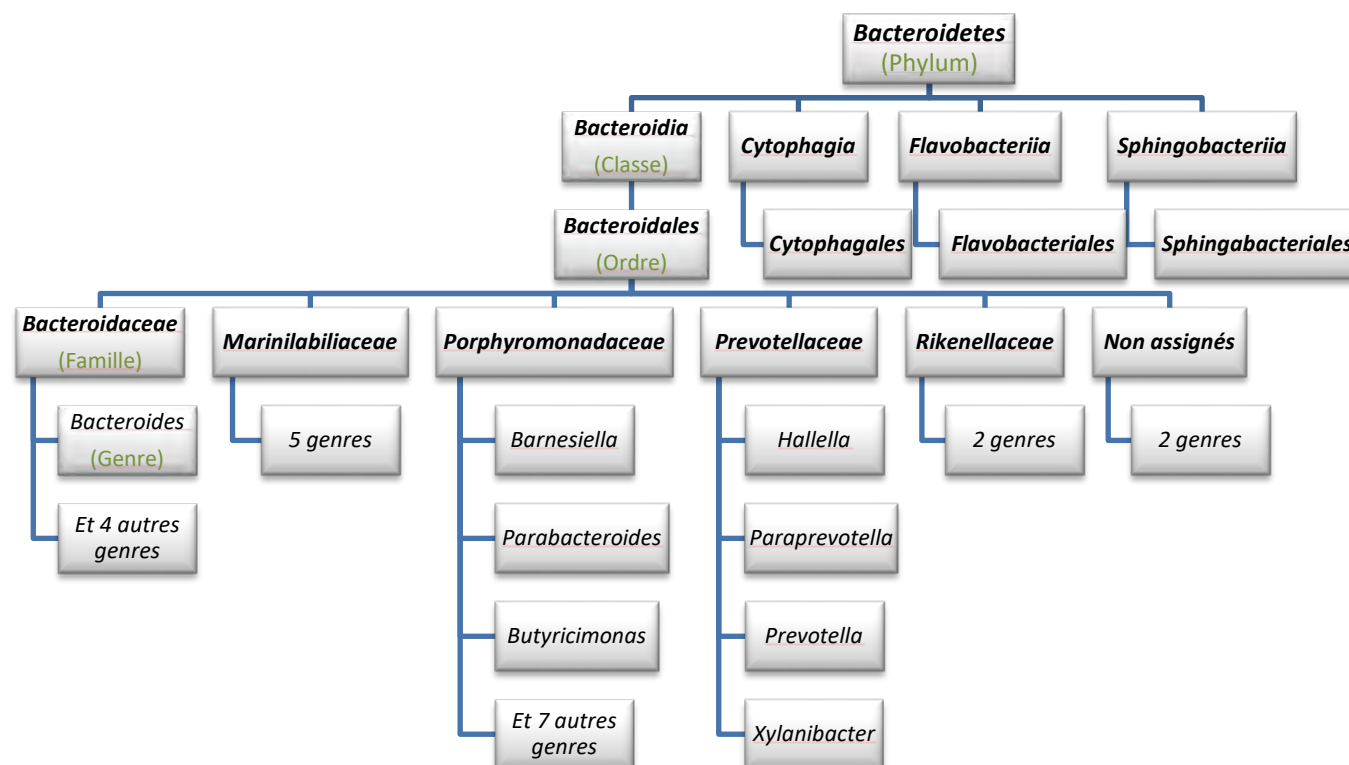 Bacteroidetes
(Phylum)
Bacteroidia
(Classe)
Cytophagia
Flavobacteriia
Sphingobacteriia
Bacteroidales
(Ordre)
Cytophagales
Flavobacteriales
Sphingabacteriales
Bacteroidaceae
(Famille)
Marinilabiliaceae
Porphyromonadaceae
Prevotellaceae
Rikenellaceae
Non assignés
Bacteroides
(Genre)
5 genres
Barnesiella
Hallella
2 genres
2 genres
Et 4 autres
genres
Parabacteroides
Paraprevotella
Butyricimonas
Prevotella
Et 7 autres
genres
Xylanibacter